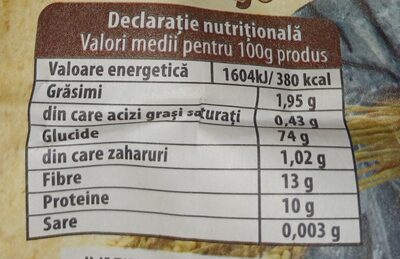 Declarație nutrițională
Valori medii pentru 100g produs
Valoare energetică 1604kJ/ 380 kcal
Grăsimi 1,95 g
din care acizi grași saturați 0,43 g
Glucide 74 g
din care zaharuri 1,02 g
Fibre 13 g
Proteine 10 g
Sare 0,003 g